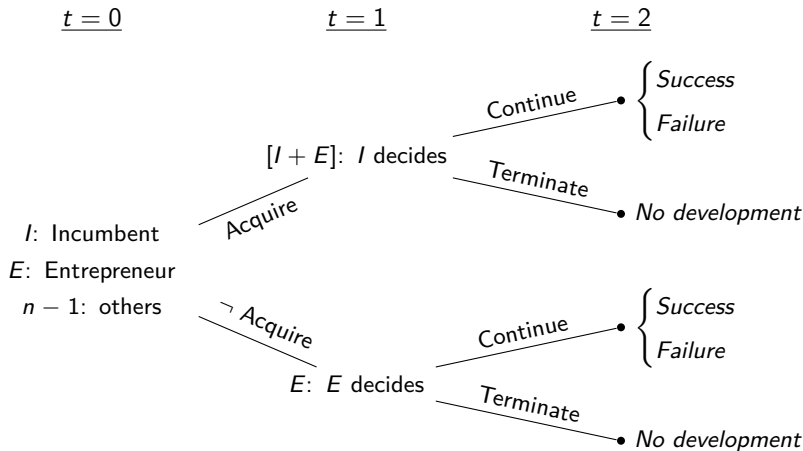 t = 0 t = 1 t = 2
Continue
Success
Failure
[I + E]: I decides
Acquire
Terminate
No development
I: Incumbent
E: Entrepreneur
n − 1: others
¬ Acquire
Continue
Success
Failure
E: E decides
Terminate
No development